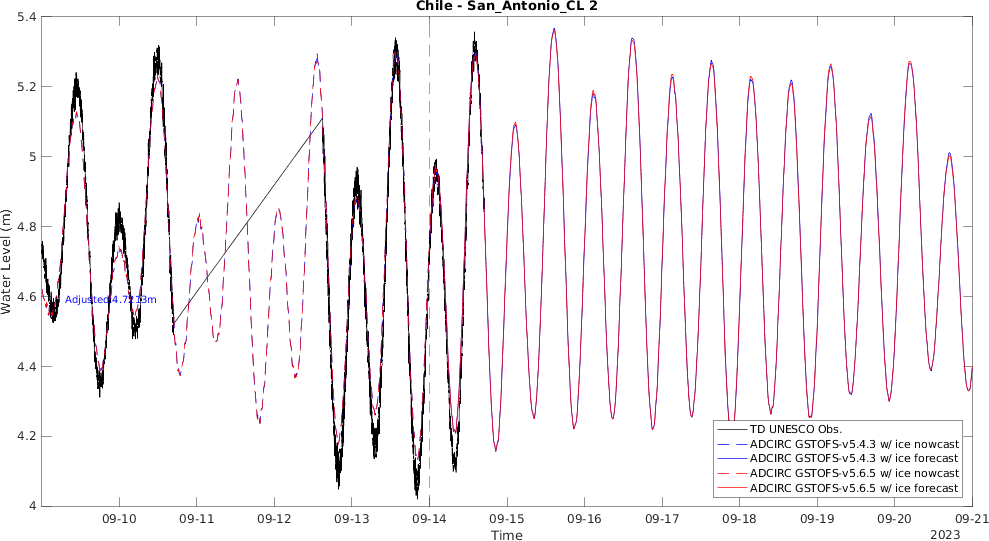 Chile - San_Antonio_CL 2
5.4
5.2
5
4.8
4.6
4.4
4.2
4
Water Level (m)
Adjusted:4.7213m
TD UNESCO Obs.
ADCIRC GSTOFS-v5.4.3 w/ ice nowcast
ADCIRC GSTOFS-v5.4.3 w/ ice forecast
ADCIRC GSTOFS-v5.6.5 w/ ice nowcast
ADCIRC GSTOFS-v5.6.5 w/ ice forecast
09-10 09-11 09-12 09-13 09-14 09-15 09-16 09-17 09-18 09-19 09-20 09-21
Time
2023